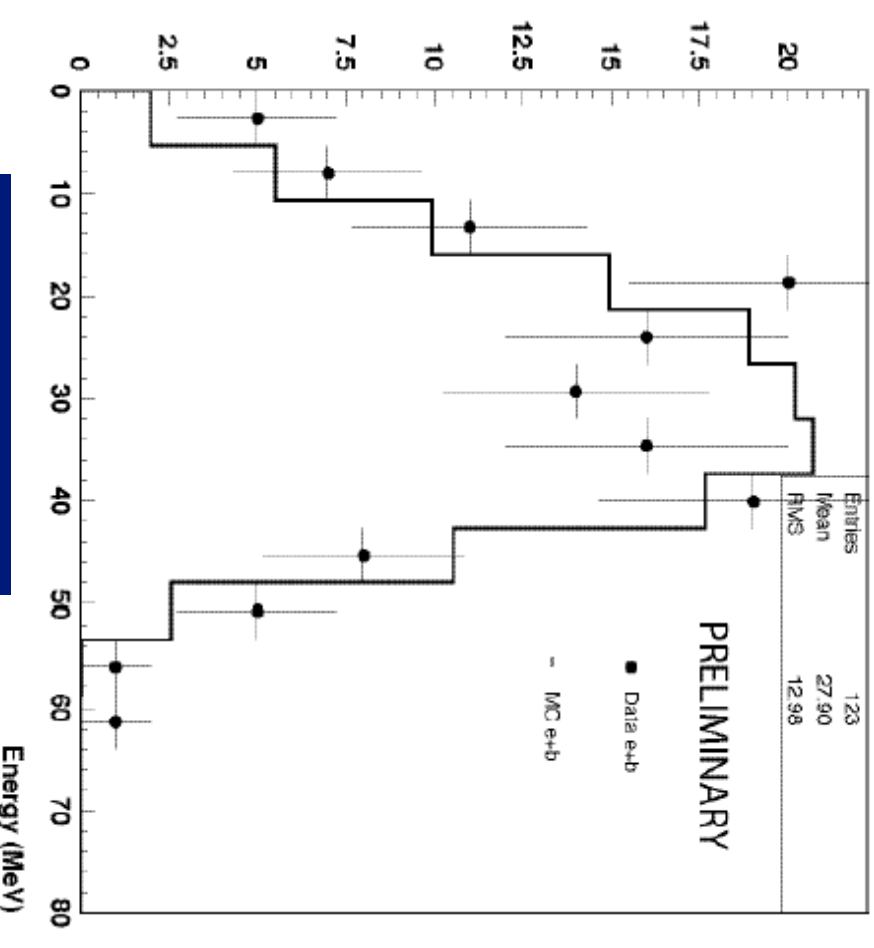 20
17.5
15
12.5
10
7.5
5
2.5
0
0 10 20 30 40 50 60 70 80
Energy (MeV)
Entries 123
Mean 27.90
RMS 12.98
PRELIMINARY
Data e+b
MC e+b